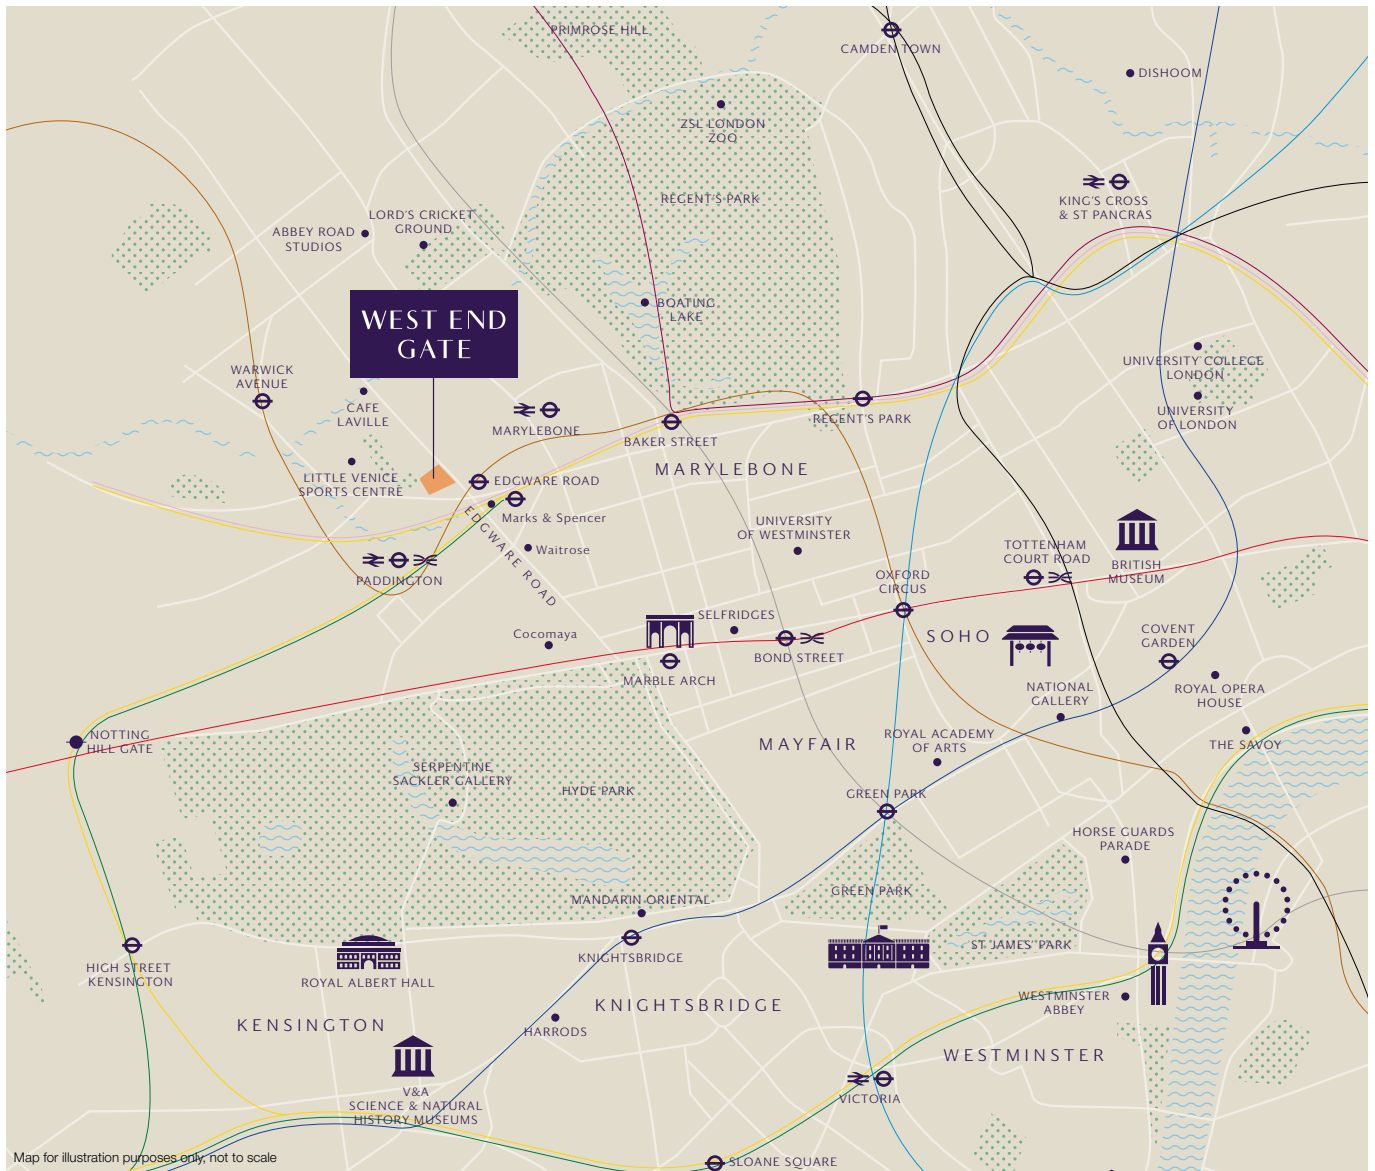 PRIMROSE HILL
CAMDEN TOWN
DISHOOM
ZSL LONDON
ZOO
REGENT'S PARK
KING'S CROSS
& ST PANCRAS
LORD'S CRICKET
GROUND
ABBEY ROAD
STUDIOS
BOATING
LAKE
WEST END
GATE
WARWICK
AVENUE
CAFE
LAVILLE
MARYLEBONE
BAKER STREET
REGENT'S PARK
UNIVERSITY COLLEGE
LONDON
UNIVERSITY
OF LONDON
MARYLEBONE
LITTLE VENICE
SPORTS CENTRE
EDGWARE ROAD
Marks & Spencer
EDGWARE ROAD
Waitrose
UNIVERSITY
OF WESTMINSTER
TOTTENHAM
COURT ROAD
BRITISH
MUSEUM
PADDINGTON
OXFORD
CIRCUS
Cocomaya
SELFRIDGES
BOND STREET
SOHO
COVENT
GARDEN
MARBLE ARCH
NATIONAL
GALLERY
ROYAL OPERA
HOUSE
NOTTING
HILL GATE
MAYFAIR
ROYAL ACADEMY
OF ARTS
THE SAVOY
SERPENTINE
SACKLER GALLERY
HYDE PARK
GREEN PARK
HORSE GUARDS
PARADE
GREEN PARK
MANDARIN ORIENTAL
ST JAMES' PARK
KNIGHTSBRIDGE
HIGH STREET
KENSINGTON
ROYAL ALBERT HALL
WESTMINSTER
ABBEY
KNIGHTSBRIDGE
KENSINGTON
HARRODS
WESTMINSTER
V&A
SCIENCE & NATURAL
HISTORY MUSEUMS
VICTORIA
Map for illustration purposes only, not to scale
SLOANE SQUARE